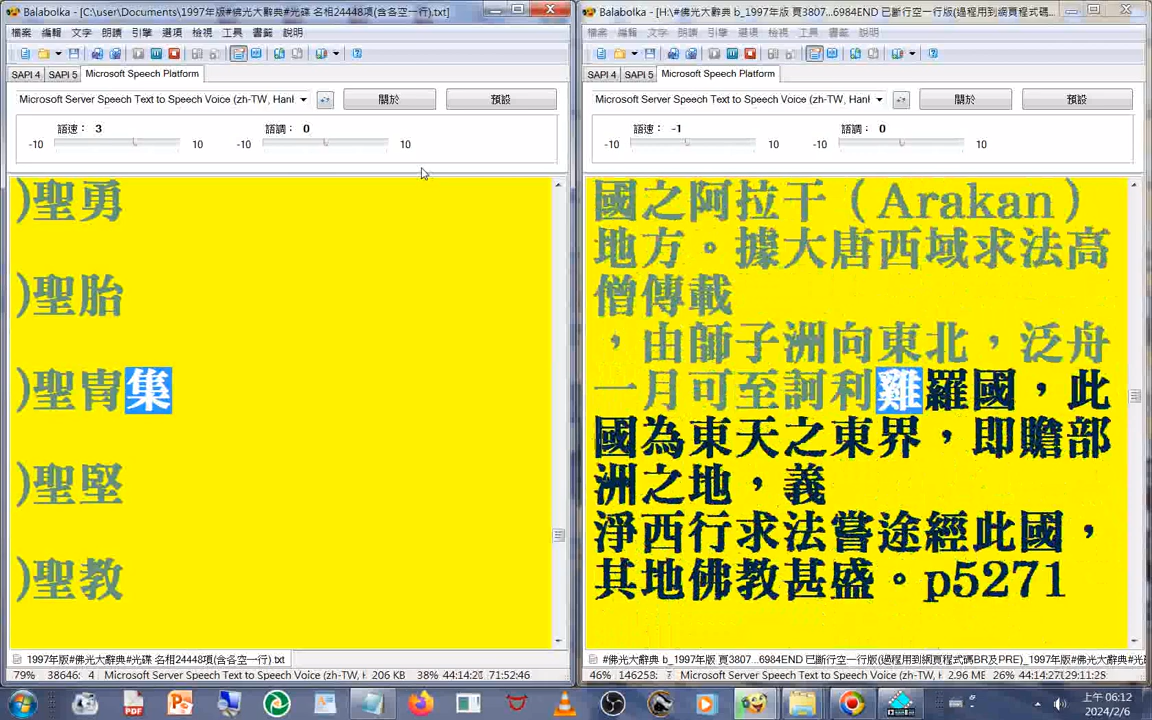 Balabolka - [C:\user\Documents\1997年版#佛光大辭典#光碟 名相24448項(含各空一行).txt]
檔案 編輯 文字 朗讀 引擎 選項 檢視 工具 書籤 說明
SAPI 4 SAPI 5 Microsoft Speech Platform
Microsoft Server Speech Text to Speech Voice (zh-TW, Hanl
關於
預設
語速： 3
語調： 0
-10 10 -10 10
)聖勇
)聖胎
)聖冑集
)聖堅
)聖教
1997年版#佛光大辭典#光碟 名相24448項(含各空一行).txt
79% 38646: 4 Microsoft Server Speech Text to Speech Voice (zh-TW, 206 KB 38% 44:14:2 71:52:46
Balabolka - [H:\#佛光大辭典 b_1997年版 頁3807...6984END 已斷行空一行版(過程用到網頁程式碼
檔案 編輯 文字 朗讀 引擎 選項 檢視 工具 書籤 說明
SAPI 4 SAPI 5 Microsoft Speech Platform
Microsoft Server Speech Text to Speech Voice (zh-TW, Hanl
關於
預設
語速： -1
語調： 0
-10 10 -10 10
國之阿拉干（Arakan）
地方。據大唐西域求法高
僧傳載
，由師子洲向東北，泛舟
一月可至訶利雞羅國，此
國為東天之東界，即贍部
洲之地，義
淨西行求法嘗途經此國，
其地佛教甚盛。p5271
#佛光大辭典 b_1997年版 頁3807...6984END 已斷行空一行版(過程用到網頁程式碼BR及PRE)_1997年版#佛光
46% 146258: Microsoft Server Speech Text to Speech Voice (zh-TW, 2.96 ME 26% 44:14:27:29:11:28
上午 06:12
2024/2/6